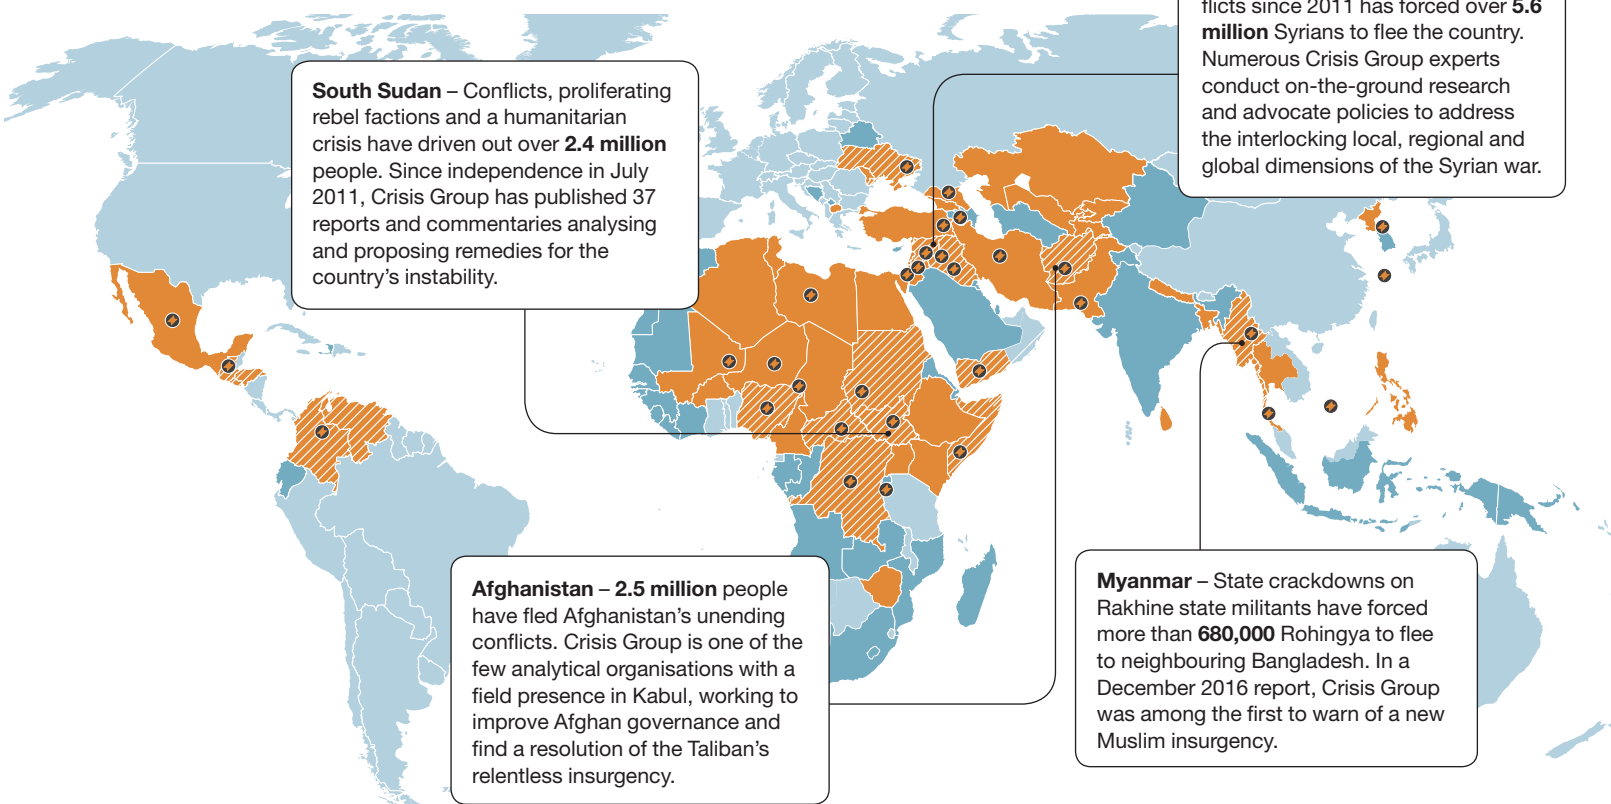 flicts since 2011 has forced over 5.6
million Syrians to flee the country.
Numerous Crisis Group experts
conduct on-the-ground research
and advocate policies to address
the interlocking local, regional and
global dimensions of the Syrian war.
South Sudan – Conflicts, proliferating
rebel factions and a humanitarian
crisis have driven out over 2.4 million
people. Since independence in July
2011, Crisis Group has published 37
reports and commentaries analysing
and proposing remedies for the
country’s instability.
Afghanistan – 2.5 million people
have fled Afghanistan’s unending
conflicts. Crisis Group is one of the
few analytical organisations with a
field presence in Kabul, working to
improve Afghan governance and
find a resolution of the Taliban’s
relentless insurgency.
Myanmar – State crackdowns on
Rakhine state militants have forced
more than 680,000 Rohingya to flee
to neighbouring Bangladesh. In a
December 2016 report, Crisis Group
was among the first to warn of a new
Muslim insurgency.